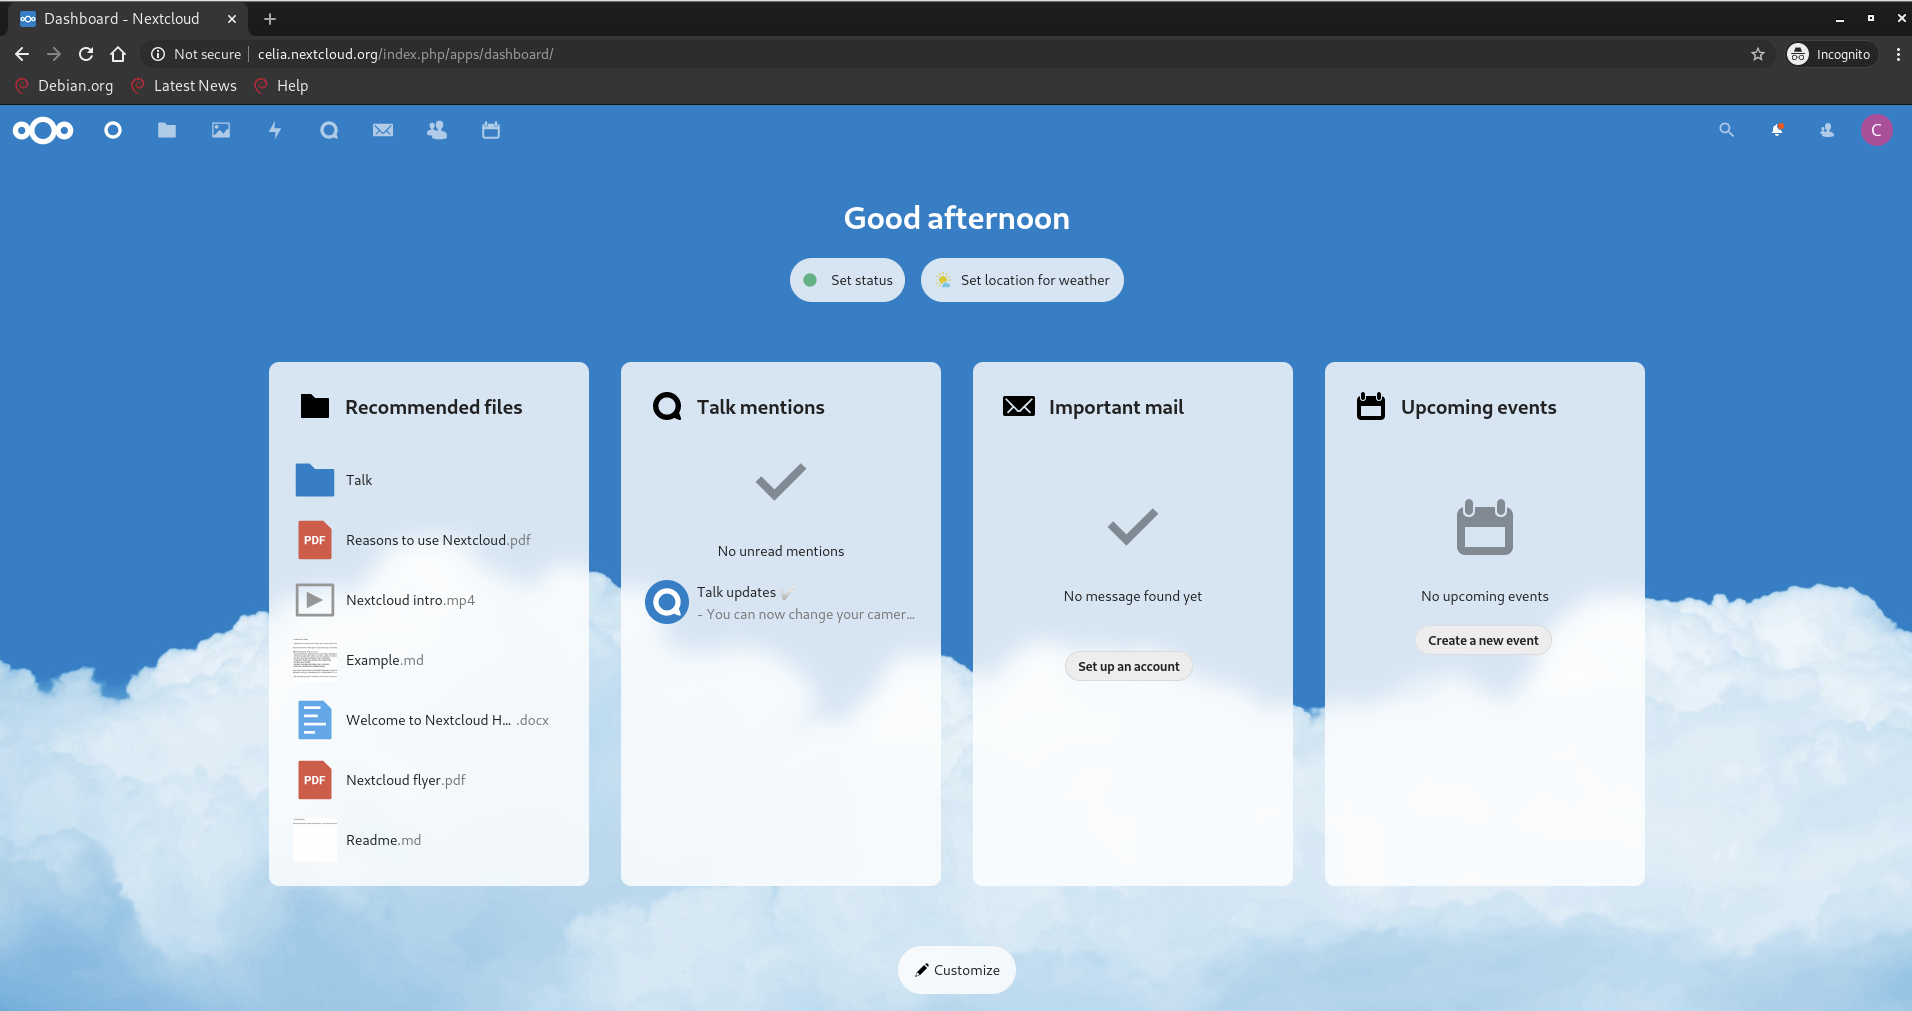 Dashboard - Nextcloud
Not secure
celia.nextcloud.org/index.php/apps/dashboard/
Incognito
Debian.org
Latest News
Help
C
Good afternoon
Set status
Set location for weather
Recommended files
Talk
PDF
Reasons to use Nextcloud.pdf
Nextcloud intro.mp4
Example.md
Welcome to Nextcloud H... .docx
PDF
Nextcloud flyer.pdf
Readme.md
Talk mentions
No unread mentions
Talk updates
- You can now change your camer...
Important mail
No message found yet
Set up an account
Upcoming events
No upcoming events
Create a new event
Customize